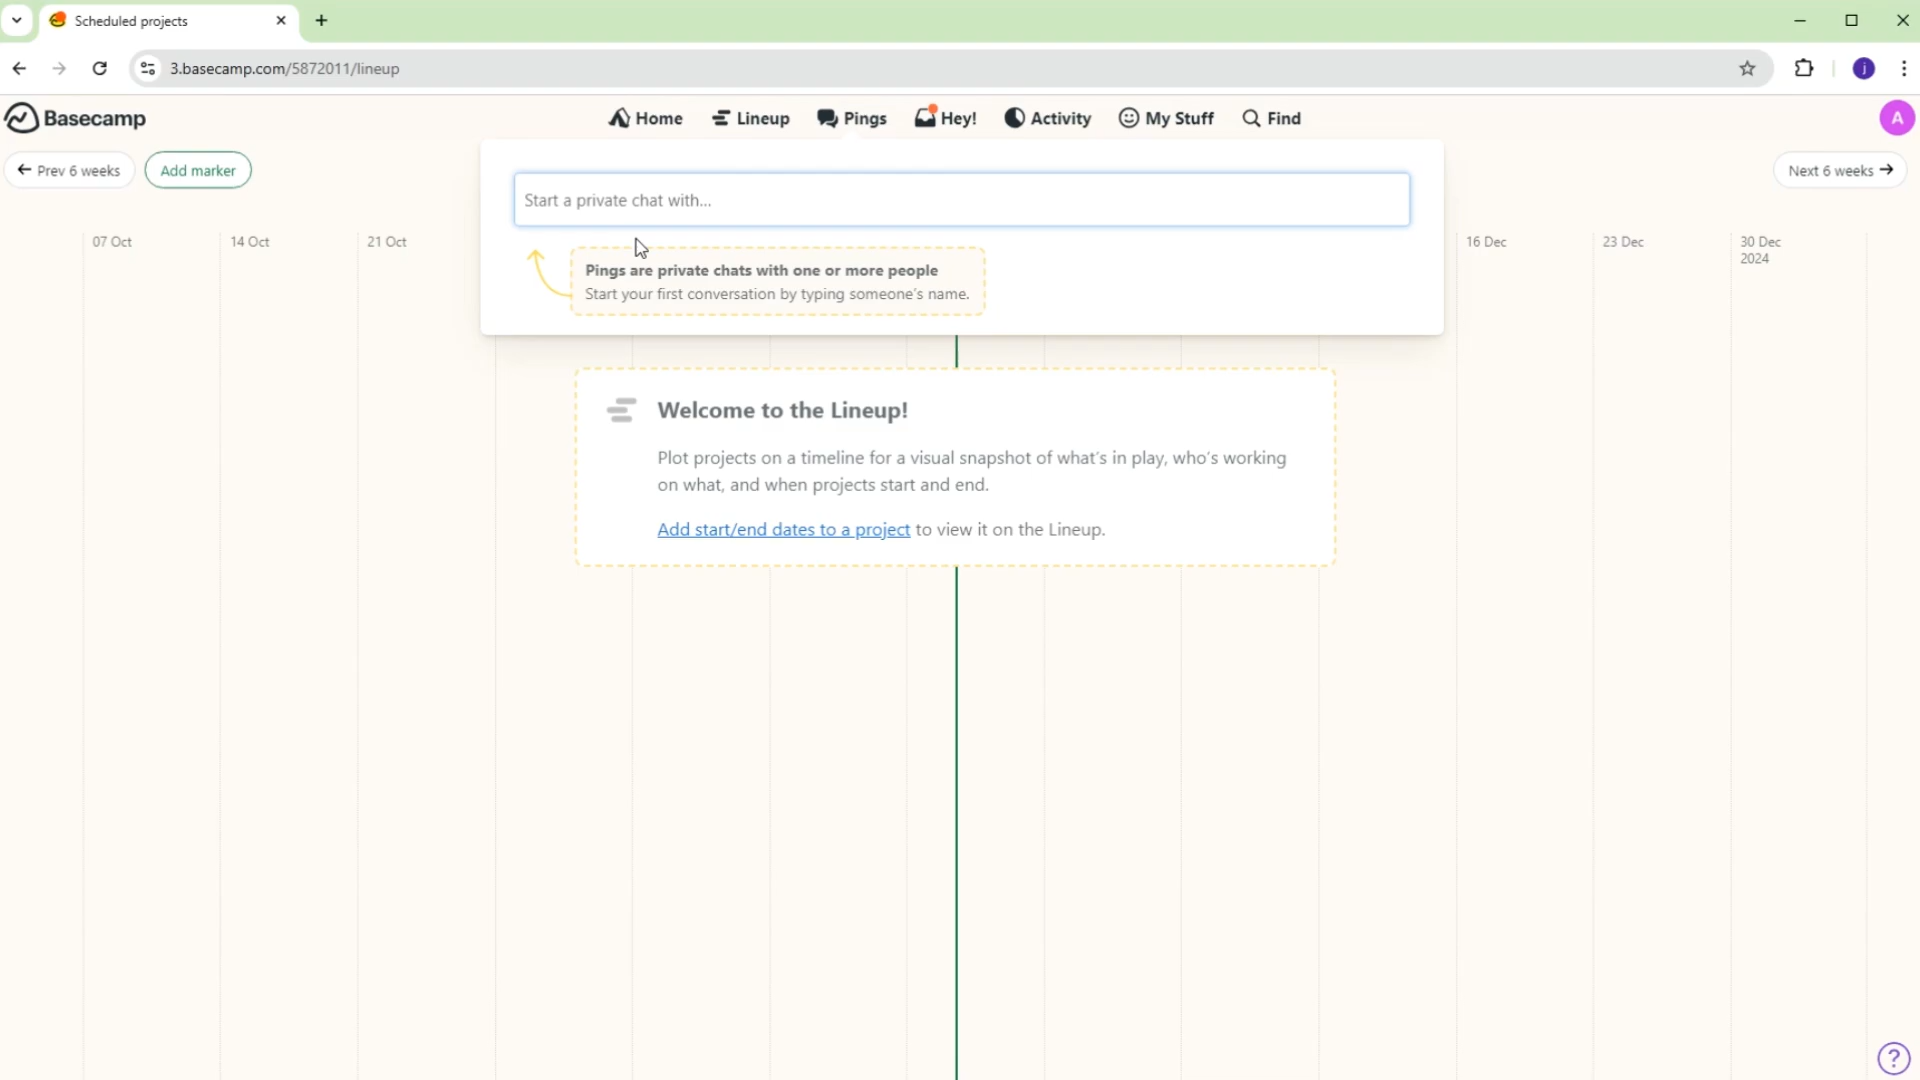 Scheduled projects
3.basecamp.com/5872011/lineup
j
Basecamp
Home
Lineup
Pings
Hey!
Activity
My Stuff
Find
A
Prev 6 weeks
Add marker
Next 6 weeks
Start a private chat with...
Pings are private chats with one or more people
Start your first conversation by typing someone's name.
07 Oct
14 Oct
21 Oct
16 Dec
23 Dec
30 Dec
2024
Welcome to the Lineup!
Plot projects on a timeline for a visual snapshot of what's in play, who's working
on what, and when projects start and end.
Add start/end dates to a project to view it on the Lineup.
?